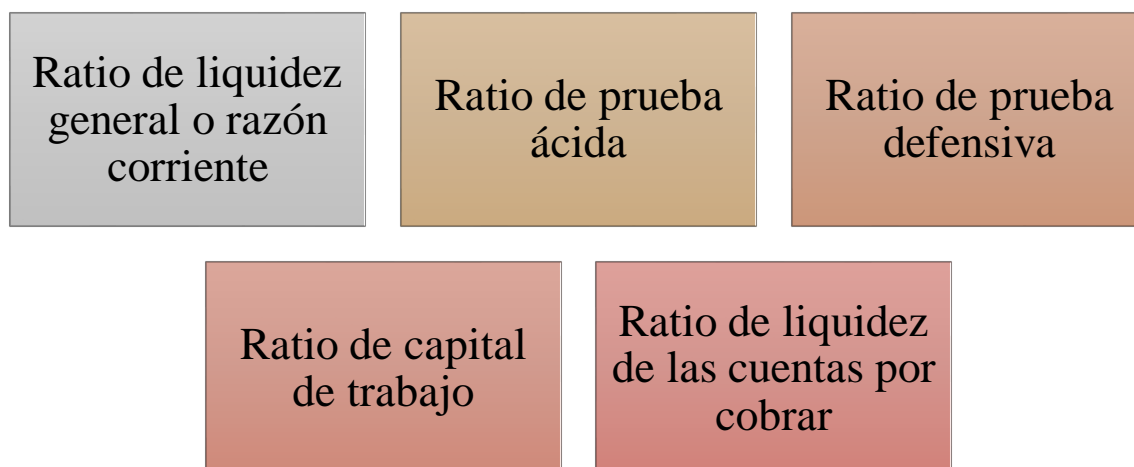 Ratio de liquidez
general o razón
corriente
Ratio de prueba
ácida
Ratio de prueba
defensiva
Ratio de capital
de trabajo
Ratio de liquidez
de las cuentas por
cobrar